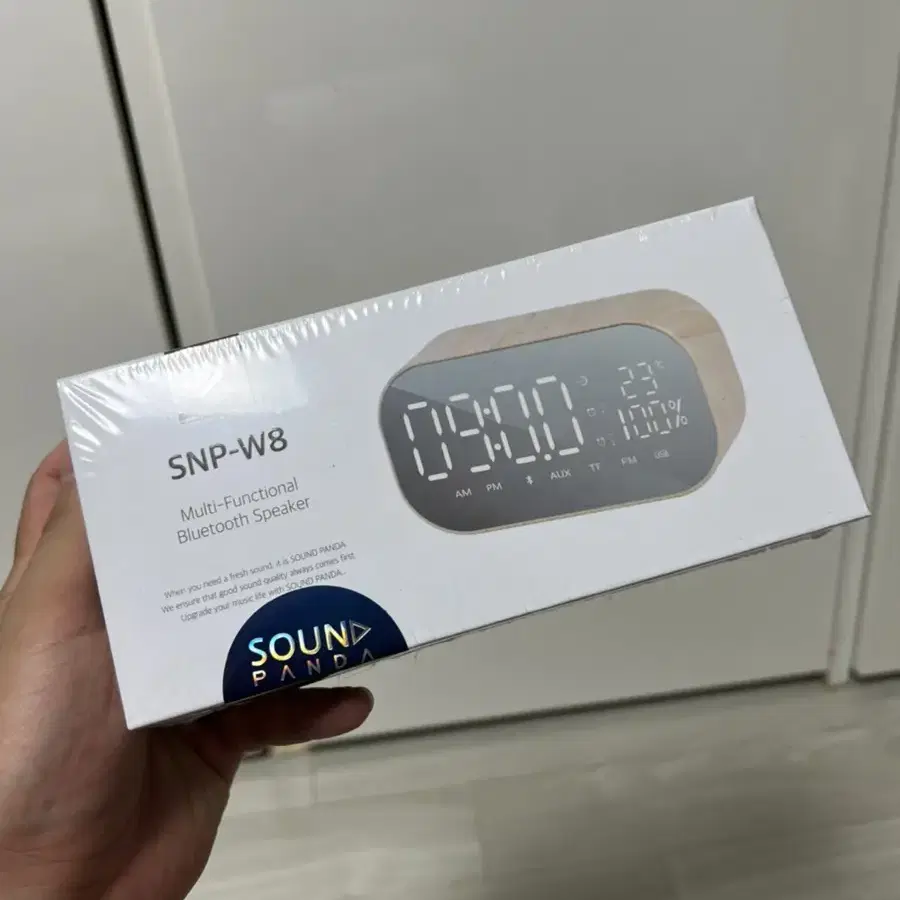 SNP-W8
Multi-Functional
Bluetooth Speaker
When you need a fresh sound, it is SOUND PANDA.
We ensure that good sound quality always comes first.
Upgrade your music life with SOUND PANDA..
SOUND
PANDA
09:00
23°C
100%
AM PM AUX TF FM USB